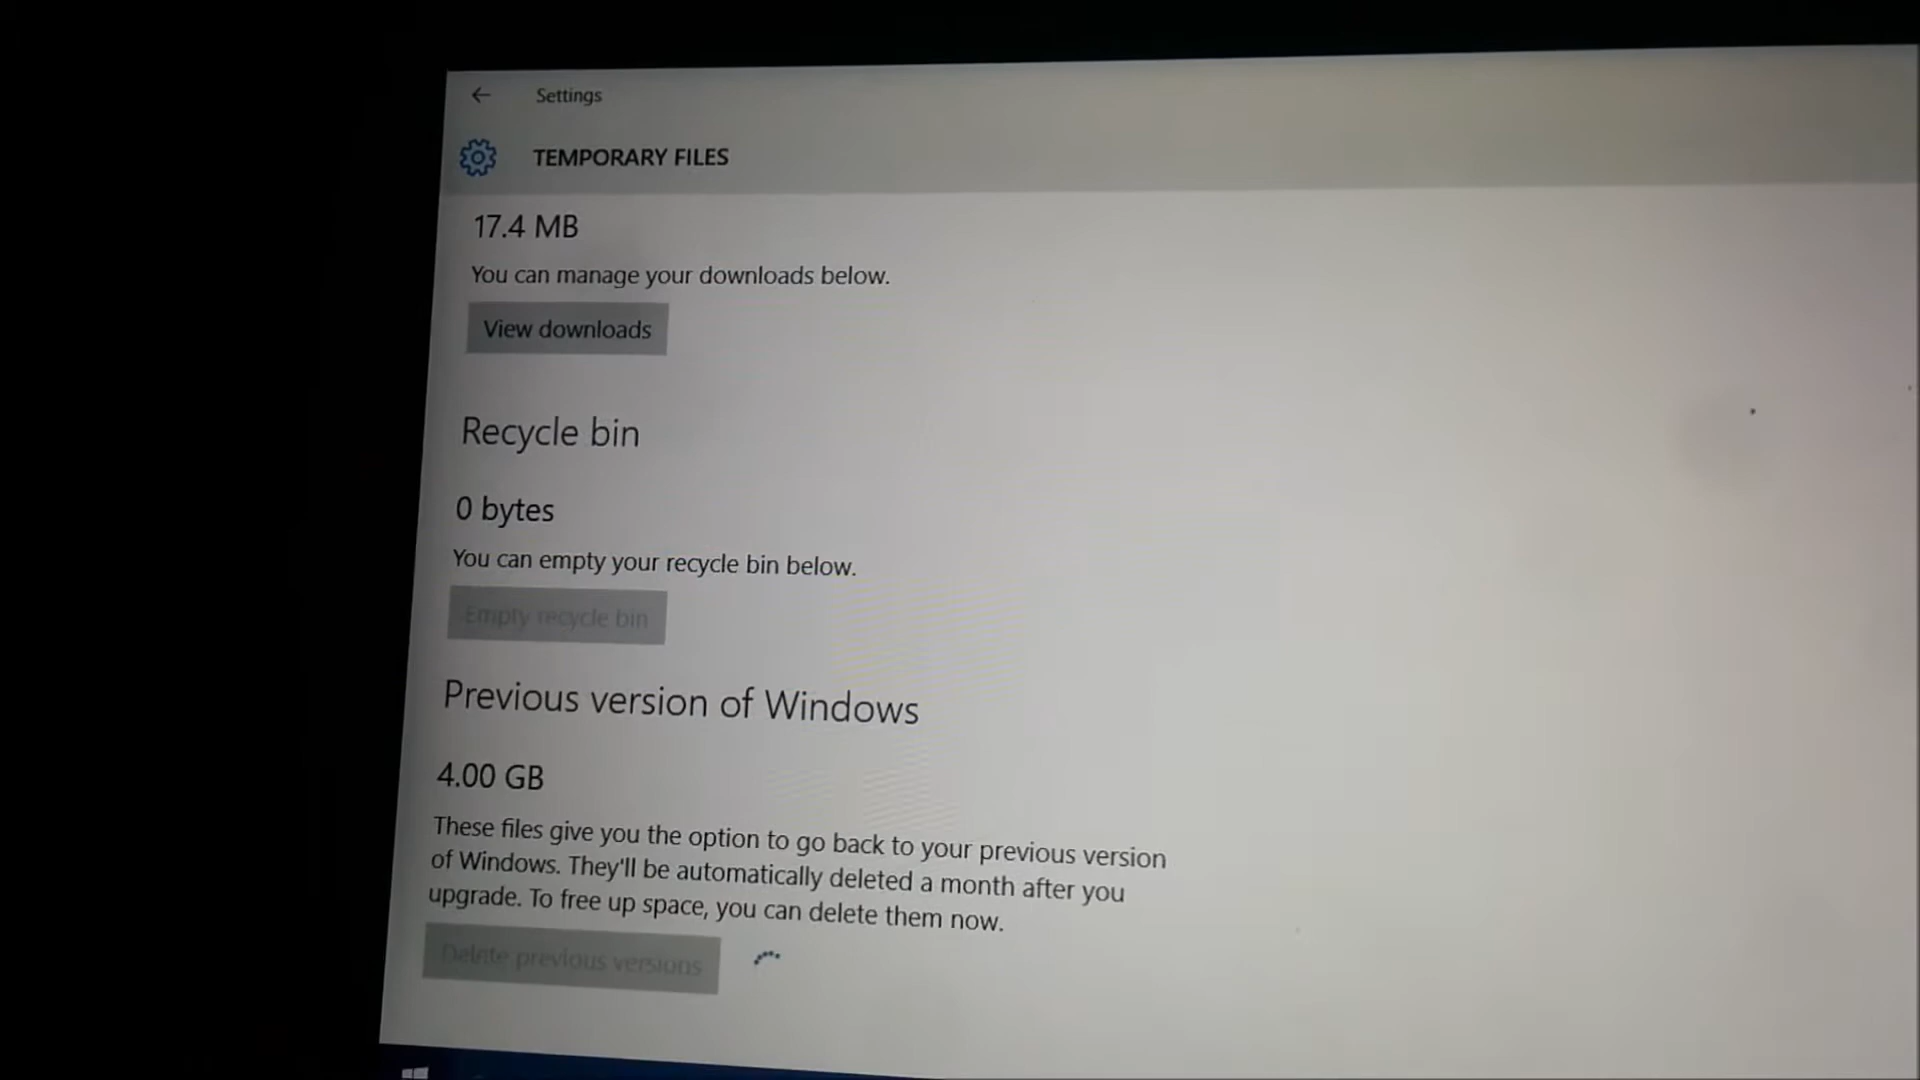 Settings
TEMPORARY FILES
17.4 MB
You can manage your downloads below.
View downloads
Recycle bin
0 bytes
You can empty your recycle bin below.
Empty recycle bin
Previous version of Windows
4.00 GB
These files give you the option to go back to your previous version
of Windows. They'll be automatically deleted a month after you
upgrade. To free up space, you can delete them now.
Delete previous versions